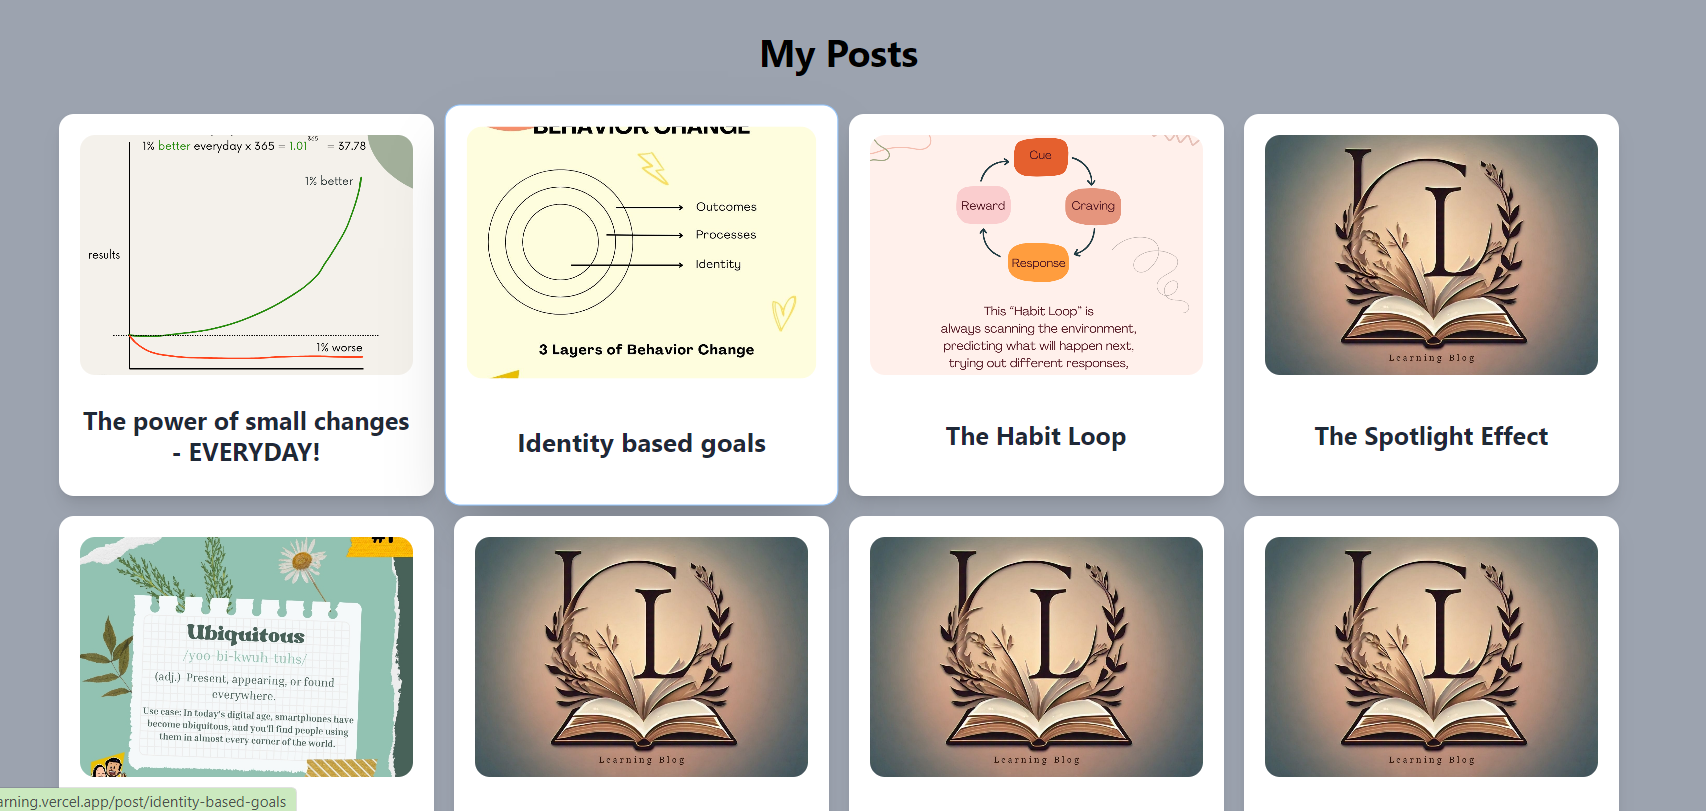 My Posts
1% better everyday x 365 = 1.01^365 = 37.78
1% better
results
1% worse
The power of small changes
- EVERYDAY!
BEHAVIOR CHANGE
Outcomes
Processes
Identity
3 Layers of Behavior Change
Identity based goals
Cue
Reward
Craving
Response
This “Habit Loop” is
always scanning the environment,
predicting what will happen next,
trying out different responses,
The Habit Loop
L
Learning Blog
The Spotlight Effect
#1
Ubiquitous
/yoo-bi-kwuh-tuhs/
(adj.) Present, appearing, or found
everywhere.
Use case: In today's digital age, smartphones have
become ubiquitous, and you'll find people using
them in almost every corner of the world.
L
Learning Blog
L
Learning Blog
L
Learning Blog
arning.vercel.app/post/identity-based-goals